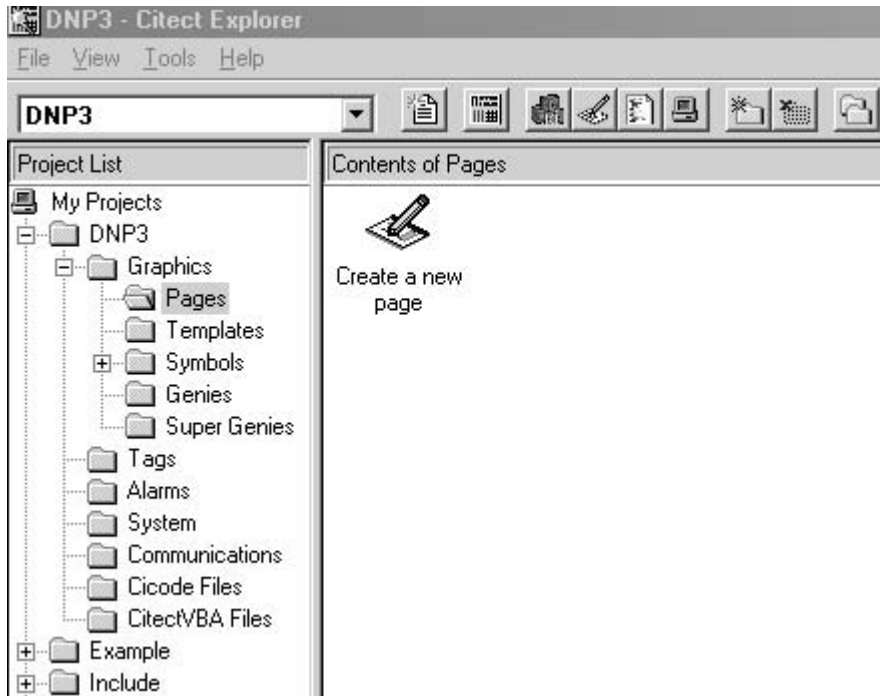 DNP3 - Citect Explorer
File View Tools Help
DNP3
Project List
Contents of Pages
My Projects
DNP3
Graphics
Pages
Templates
Symbols
Genies
Super Genies
Tags
Alarms
System
Communications
Cicode Files
CitectVBA Files
Example
Include
Create a new
page